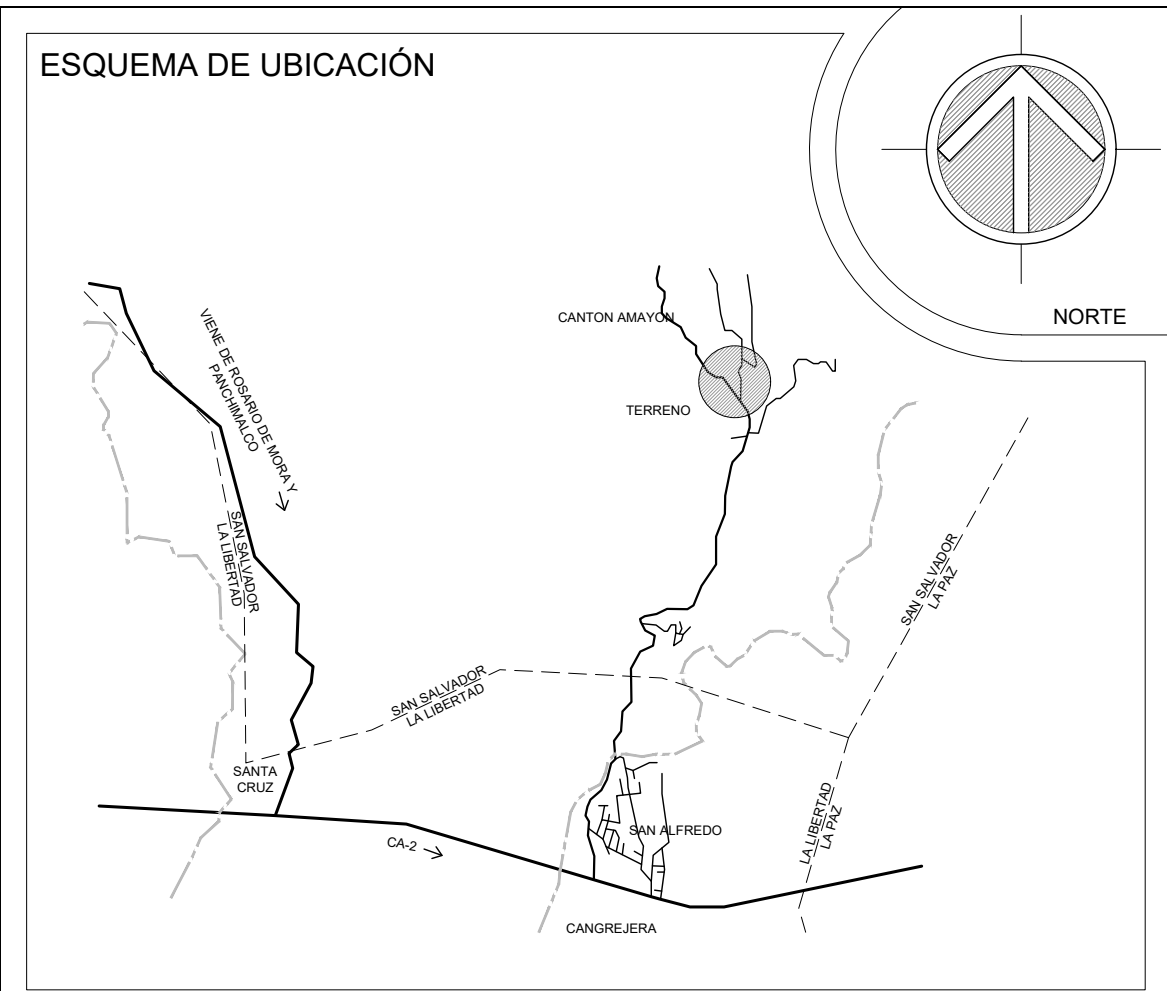 ESQUEMA DE UBICACIÓN
NORTE
CANTON AMAYON
TERRENO
VIENE DE ROSARIO DE MORA Y
PANCHIMALCO
SAN SALVADOR
LA LIBERTAD
SAN SALVADOR
LA PAZ
SAN SALVADOR
LA LIBERTAD
SANTA
CRUZ
LA LIBERTAD
LA PAZ
SAN ALFREDO
CA-2
CANGREJERA